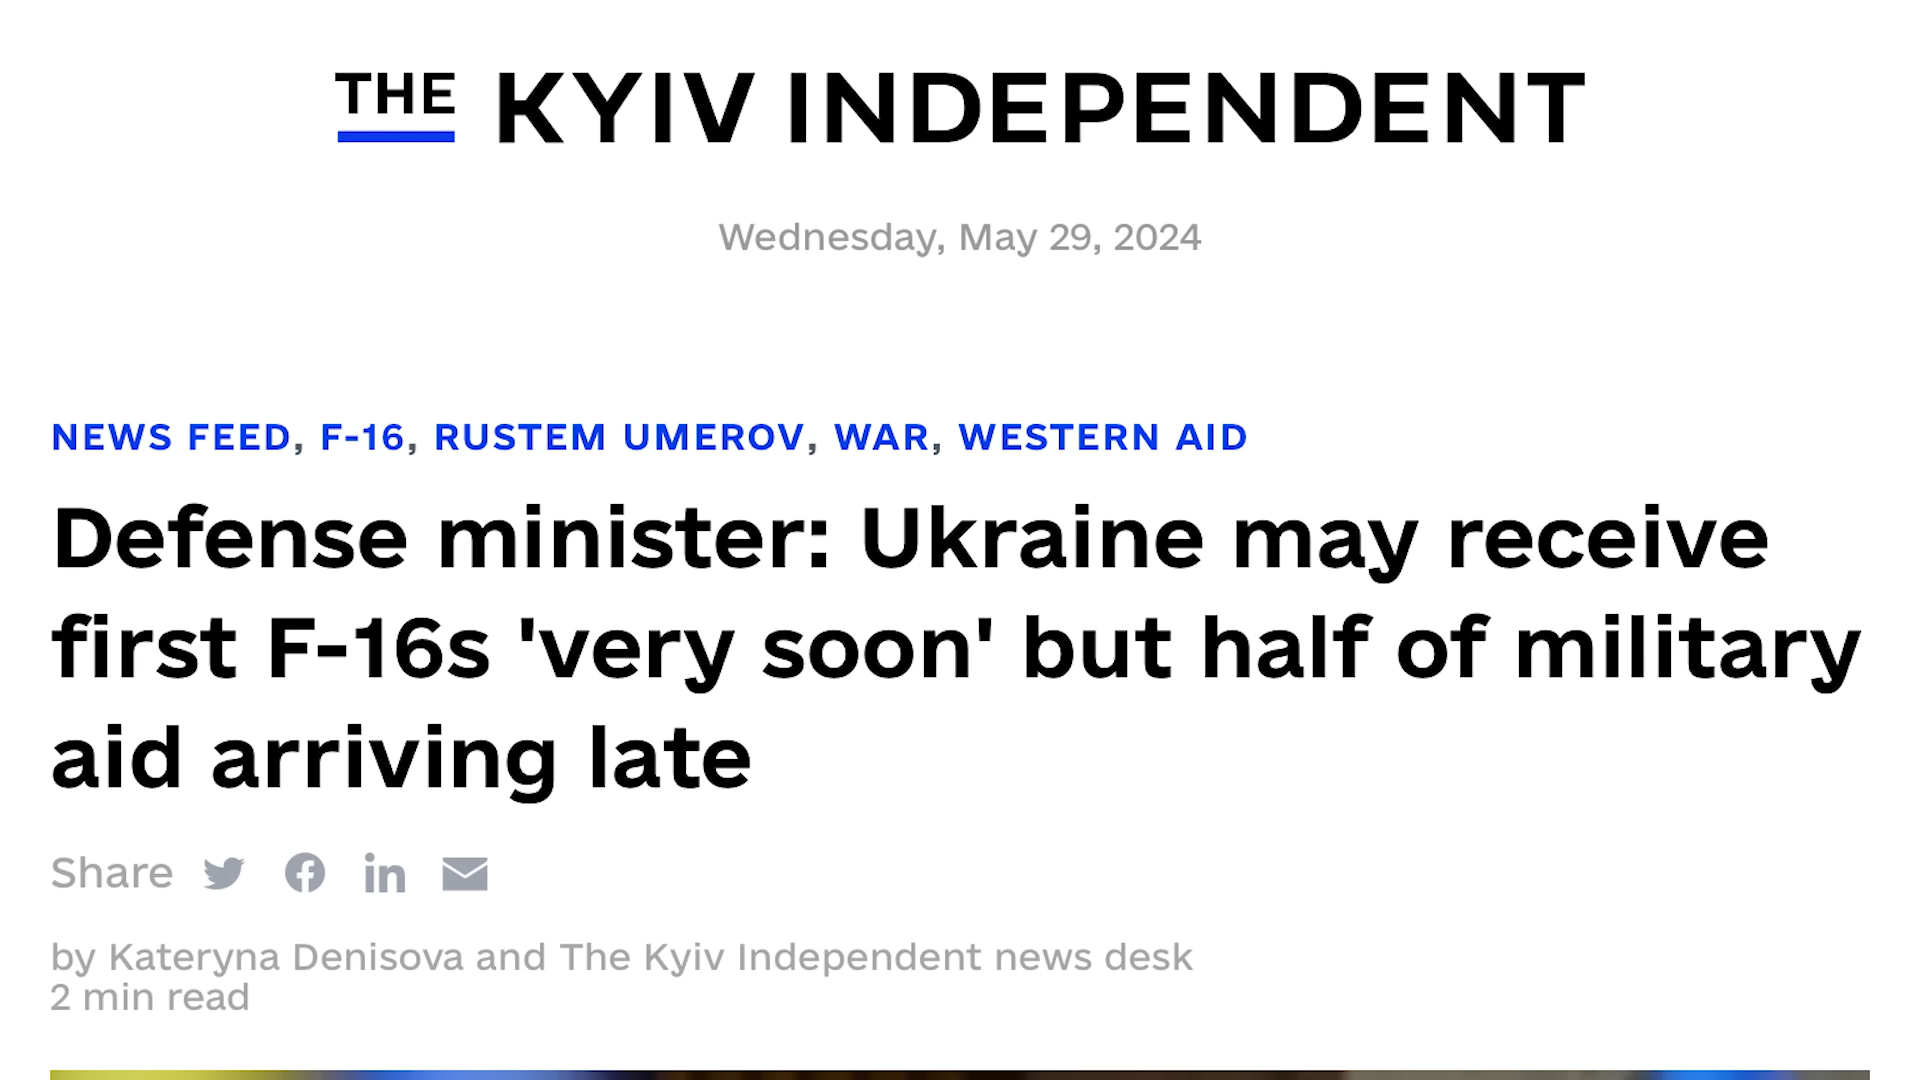 THE KYIV INDEPENDENT
Wednesday, May 29, 2024
NEWS FEED, F-16, RUSTEM UMEROV, WAR, WESTERN AID
Defense minister: Ukraine may receive
first F-16s 'very soon' but half of military
aid arriving late
Share
by Kateryna Denisova and The Kyiv Independent news desk
2 min read